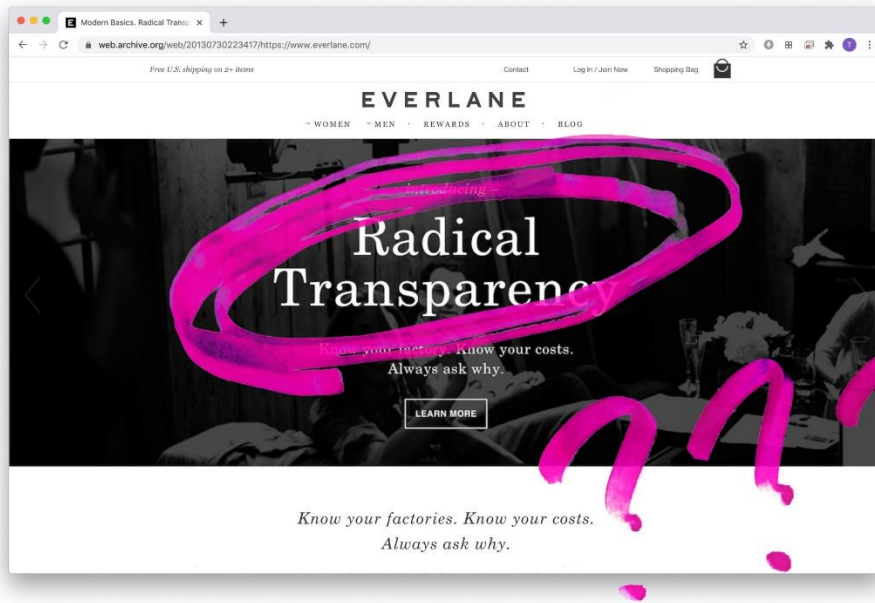 Modern Basics. Radical Transp
web.archive.org/web/20130730223417/https://www.everlane.com/
T
Free U.S. shipping on 2+ items Contact Log In / Join Now Shopping Bag
EVERLANE
WOMEN MEN · REWARDS · ABOUT · BLOG
– introducing –
Radical
Transparency
Know your factory. Know your costs.
Always ask why.
LEARN MORE
Know your factories. Know your costs.
Always ask why.
???